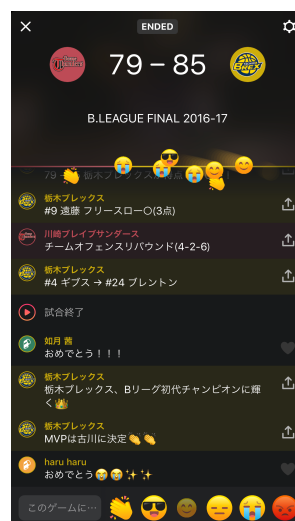 ENDED
79 – 85
B.LEAGUE FINAL 2016-17
栃木ブレックス
#9 遠藤 フリースロー○(3点)
川崎ブレイブサンダース
チームオフェンスリバウンド(4-2-6)
栃木ブレックス
#4 ギブス → #24 ブレントン
試合終了
如月 茜
おめでとう！！！
栃木ブレックス
栃木ブレックス、Bリーグ初代チャンピオンに輝
く👑
栃木ブレックス
MVPは古川に決定👏👏
haru haru
おめでとう😭😭✨✨
このゲームに…